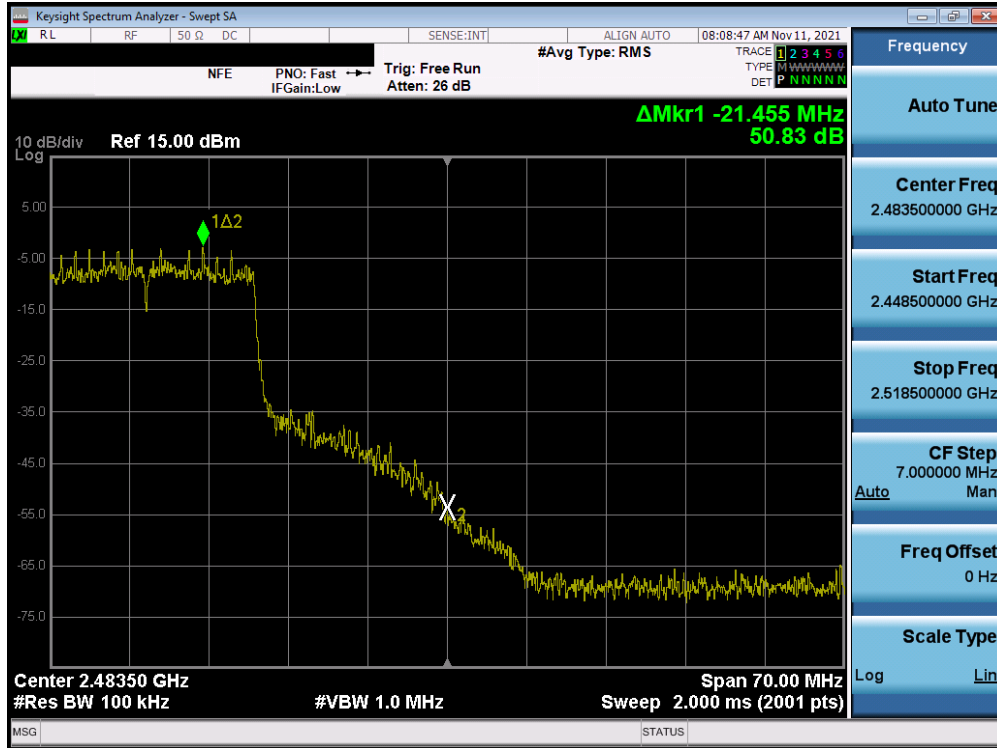 Keysight Spectrum Analyzer - Swept SA
LXI RL RF 50 Ω DC SENSE:INT ALIGN AUTO 08:08:47 AM Nov 11, 2021
NFE PNO: Fast Trig: Free Run #Avg Type: RMS TRACE 1 2 3 4 5 6
IFGain:Low Atten: 26 dB TYPE M W W W W W
DET P N N N N N
ΔMkr1 -21.455 MHz
50.83 dB
10 dB/div Ref 15.00 dBm
Log
1Δ2
5.00
-5.00
-15.0
-25.0
-35.0
-45.0
-55.0
-65.0
-75.0
X2
Center 2.48350 GHz Span 70.00 MHz
#Res BW 100 kHz #VBW 1.0 MHz Sweep 2.000 ms (2001 pts)
MSG STATUS
Frequency
Auto Tune
Center Freq
2.483500000 GHz
Start Freq
2.448500000 GHz
Stop Freq
2.518500000 GHz
CF Step
7.000000 MHz
Auto Man
Freq Offset
0 Hz
Scale Type
Log Lin